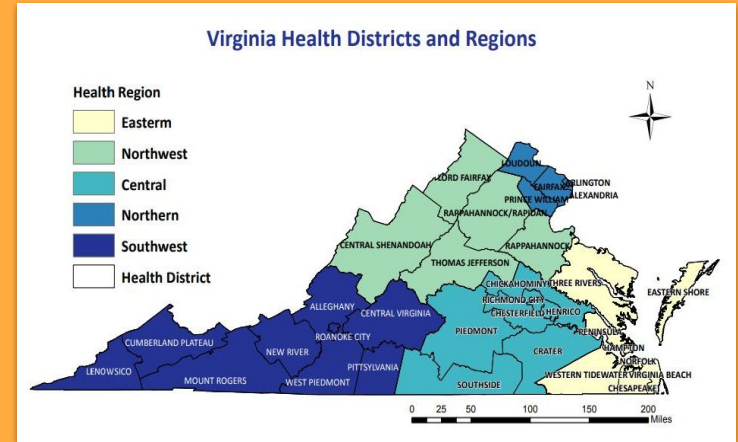 Virginia Health Districts and Regions
Health Region
Eastern
Northwest
Central
Northern
Southwest
Health District
N
LOUDOUN
LORD FAIRFAX
FAIRFAX
ARLINGTON
ALEXANDRIA
PRINCE WILLIAM
RAPPAHANNOCK/RAPIDAN
CENTRAL SHENANDOAH
RAPPAHANNOCK
THOMAS JEFFERSON
CHICKAHOMINY
THREE RIVERS
EASTERN SHORE
ALLEGHANY
CENTRAL VIRGINIA
RICHMOND CITY
CHESTERFIELD
HENRICO
PIEDMONT
PENINSULA
ROANOKE CITY
CUMBERLAND PLATEAU
NEW RIVER
CRATER
HAMPTON
NORFOLK
LENOWISCO
MOUNT ROGERS
WEST PIEDMONT
PITTSYLVANIA
SOUTHSIDE
WESTERN TIDEWATER
VIRGINIA BEACH
CHESAPEAKE
0 25 50 100 150 200
Miles